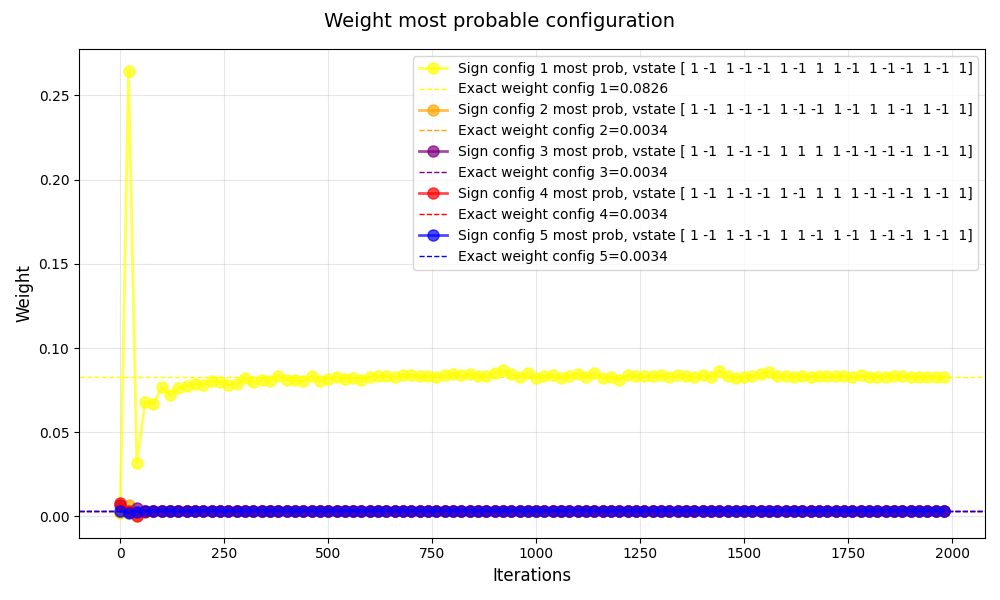 Weight most probable configuration
Sign config 1 most prob, vstate [ 1 -1  1 -1 -1  1 -1  1  1 -1  1 -1 -1  1 -1  1]
Exact weight config 1=0.0826
Sign config 2 most prob, vstate [ 1 -1  1 -1  1 -1  1 -1 -1  1 -1  1  1 -1  1 -1  1]
Exact weight config 2=0.0034
Sign config 3 most prob, vstate [ 1 -1  1 -1 -1  1  1  1  1 -1 -1 -1 -1  1 -1  1]
Exact weight config 3=0.0034
Sign config 4 most prob, vstate [ 1 -1  1 -1 -1  1 -1  1  1  1 -1 -1 -1  1 -1  1]
Exact weight config 4=0.0034
Sign config 5 most prob, vstate [ 1 -1  1 -1 -1  1  1 -1  1 -1  1 -1 -1  1 -1  1]
Exact weight config 5=0.0034
Weight
0.25
0.20
0.15
0.10
0.05
0.00
0
250
500
750
1000
1250
1500
1750
2000
Iterations